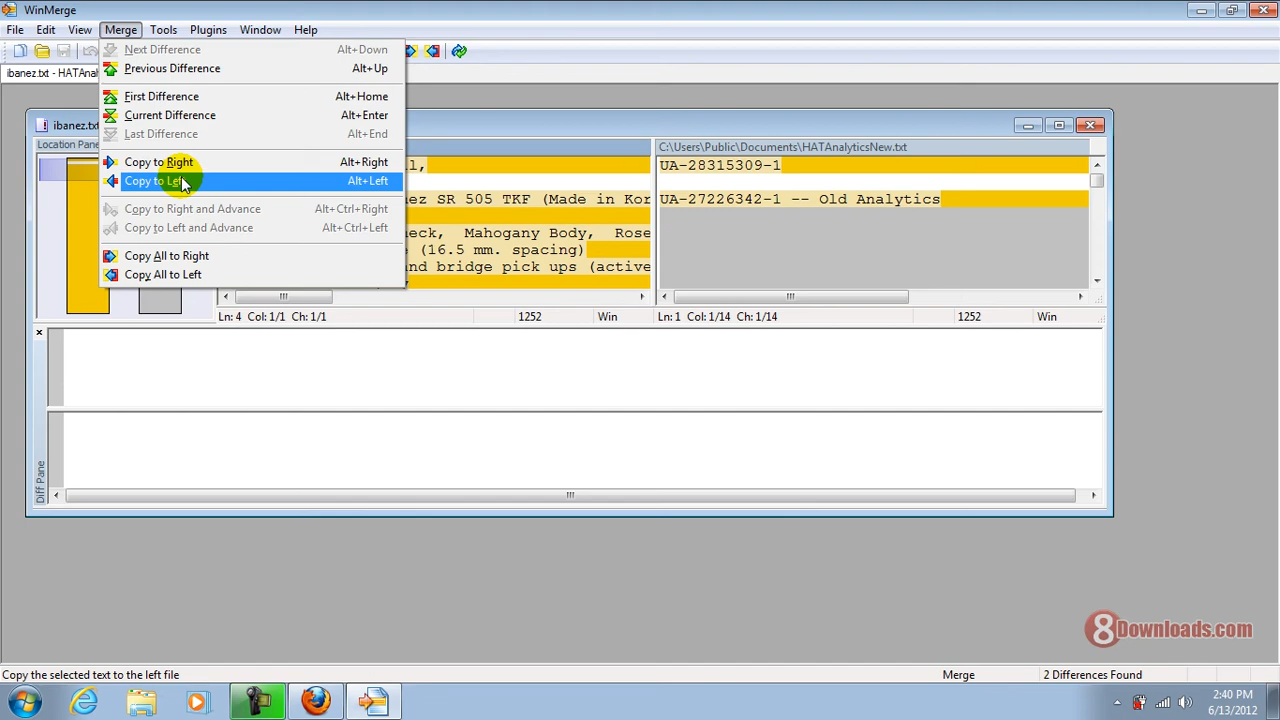 WinMerge
File Edit View Merge Tools Plugins Window Help
ibanez.txt - HATAnal
Next Difference Alt+Down
Previous Difference Alt+Up
First Difference Alt+Home
Current Difference Alt+Enter
Last Difference Alt+End
Copy to Right Alt+Right
Copy to Left Alt+Left
Copy to Right and Advance Alt+Ctrl+Right
Copy to Left and Advance Alt+Ctrl+Left
Copy All to Right
Copy All to Left
ibanez.txt
Location Pane
C:\Users\Public\Documents\HATAnalyticsNew.txt
UA-28315309-1
ez SR 505 TKF (Made in Kor
UA-27226342-1 -- Old Analytics
eck, Mahogany Body, Rose
(16.5 mm. spacing)
nd bridge pick ups (active
Ln: 4 Col: 1/1 Ch: 1/1 1252 Win
Ln: 1 Col: 1/14 Ch: 1/14 1252 Win
Diff Pane
8Downloads.com
Copy the selected text to the left file Merge 2 Differences Found
2:40 PM
6/13/2012